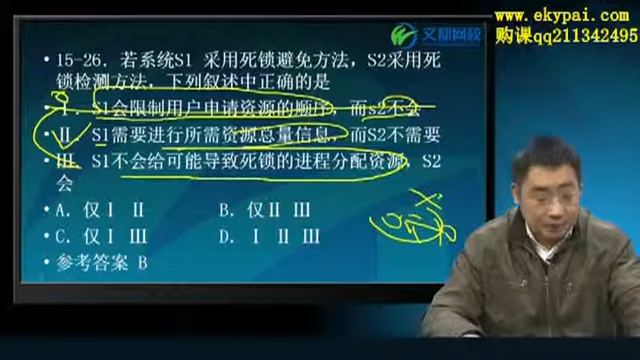 www.ekypai.com
购课qq211342495
文都网校
15-26. 若系统S1 采用死锁避免方法，S2采用死
锁检测方法，下列叙述中正确的是
Ⅰ. S1会限制用户申请资源的顺序，而s2不会
Ⅱ. S1需要进行所需资源总量信息，而S2不需要
Ⅲ. S1不会给可能导致死锁的进程分配资源，S2
会
A. 仅Ⅰ Ⅱ B. 仅Ⅱ Ⅲ
C. 仅Ⅰ Ⅲ D. Ⅰ Ⅱ Ⅲ
参考答案 B